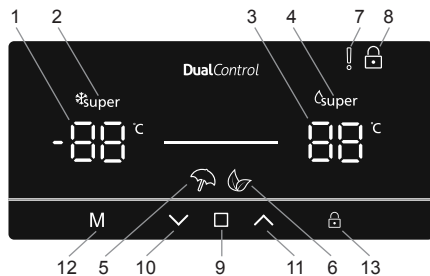 1 2 3 4 7 8
DualControl
super super
-88 °C 88 °C
M
12 5 10 9 11 6 13